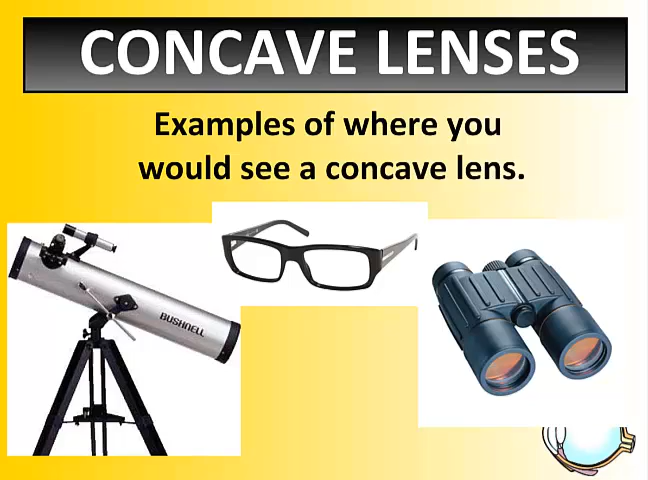 CONCAVE LENSES
Examples of where you
would see a concave lens.
BUSHNELL